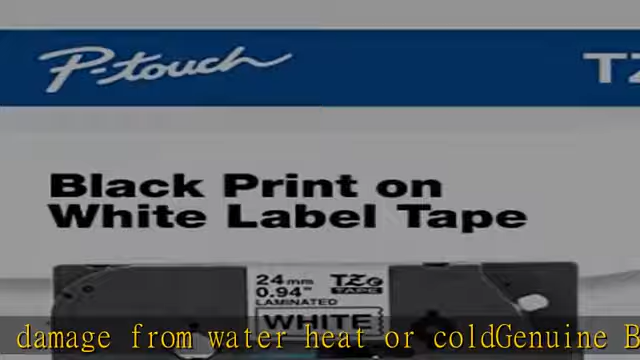 P-touch TZ
Black Print on
White Label Tape
24mm TZe
0.94" TAPE
LAMINATED
WHITE
damage from water heat or coldGenuine B